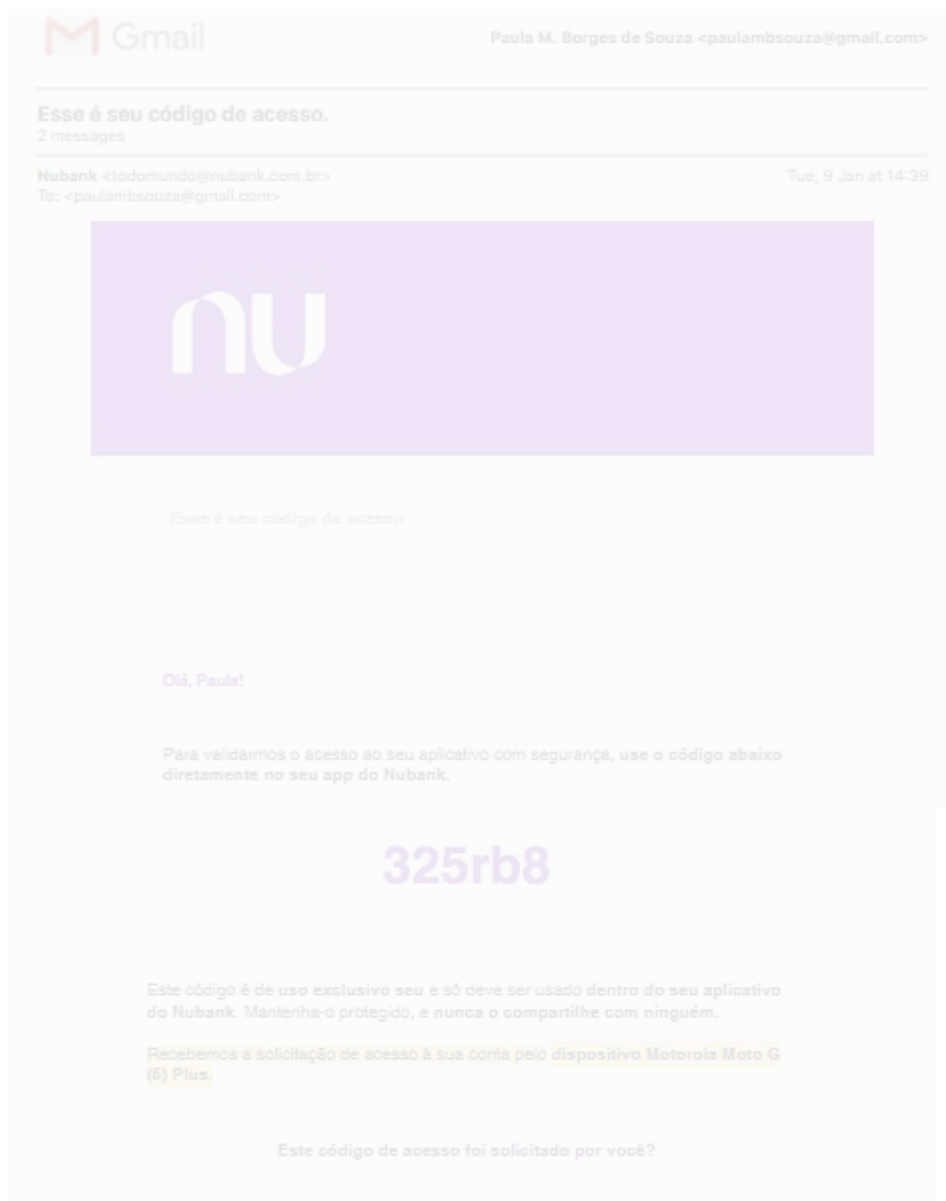 Gmail
Paula M. Borges de Souza <paulambsouza@gmail.com>
Esse é seu código de acesso.
2 messages
Nubank <todomundo@nubank.com.br>
Tue, 9 Jan at 14:39
To: <paulambsouza@gmail.com>
nu
Esse é seu código de acesso
Olá, Paula!
Para validarmos o acesso ao seu aplicativo com segurança, use o código abaixo
diretamente no seu app do Nubank.
325rb8
Este código é de uso exclusivo seu e só deve ser usado dentro do seu aplicativo
do Nubank. Mantenha-o protegido, e nunca o compartilhe com ninguém.
Recebemos a solicitação de acesso à sua conta pelo dispositivo Motorola Moto G
(5) Plus.
Este código de acesso foi solicitado por você?